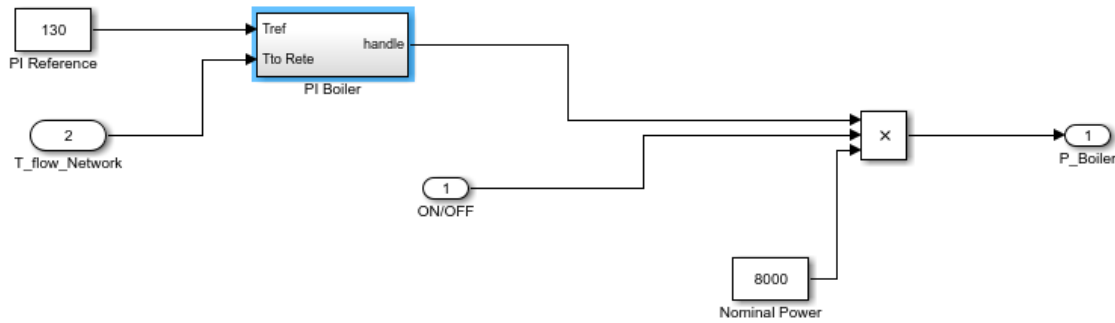 130
PI Reference
Tref
Tto Rete
handle
PI Boiler
2
T_flow_Network
1
ON/OFF
8000
Nominal Power
×
1
P_Boiler